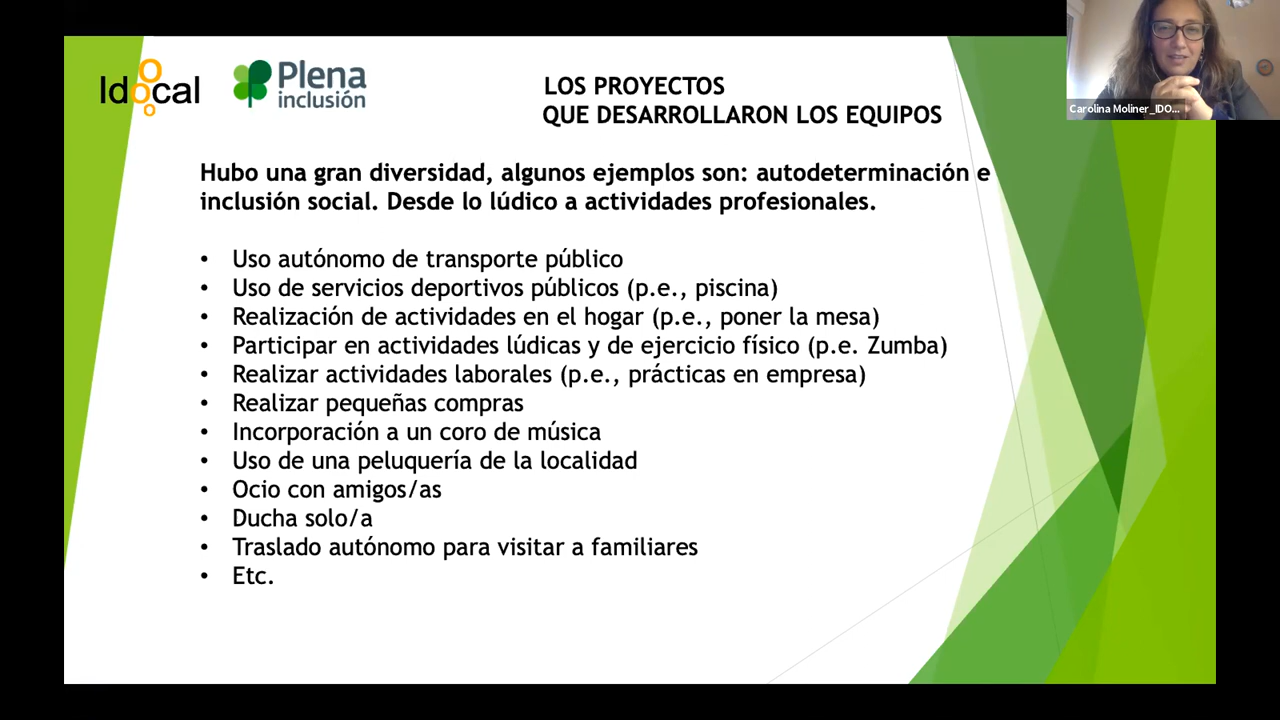 Idocal
Plena
inclusión
LOS PROYECTOS
QUE DESARROLLARON LOS EQUIPOS
Carolina Moliner_IDO...
Hubo una gran diversidad, algunos ejemplos son: autodeterminación e
inclusión social. Desde lo lúdico a actividades profesionales.
• Uso autónomo de transporte público
• Uso de servicios deportivos públicos (p.e., piscina)
• Realización de actividades en el hogar (p.e., poner la mesa)
• Participar en actividades lúdicas y de ejercicio físico (p.e. Zumba)
• Realizar actividades laborales (p.e., prácticas en empresa)
• Realizar pequeñas compras
• Incorporación a un coro de música
• Uso de una peluquería de la localidad
• Ocio con amigos/as
• Ducha solo/a
• Traslado autónomo para visitar a familiares
• Etc.